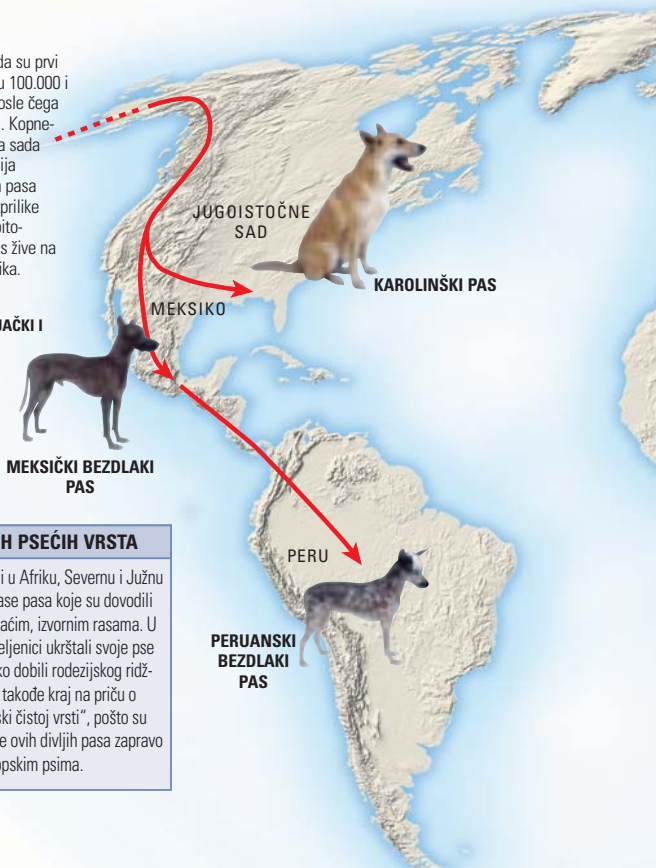 da su prvi
u 100.000 i
osle čega
. Kopne-
a sada
ija
pasa
prilike
pito-
s žive na
ika.
JUGOISTOČNE
SAD
KAROLINŠKI PAS
MEKSIKO
JAČKI I
MEKSIČKI BEZDLAKI
PAS
H PSEĆIH VRSTA
i u Afriku, Severnu i Južnu
ase pasa koje su dovodili
aćim, izvornim rasama. U
eljenici ukrštali svoje pse
ko dobili rodezijskog ridž-
takođe kraj na priču o
ski čistoj vrsti“, pošto su
e ovih divljih pasa zapravo
opskim psima.
PERU
PERUANSKI
BEZDLAKI
PAS